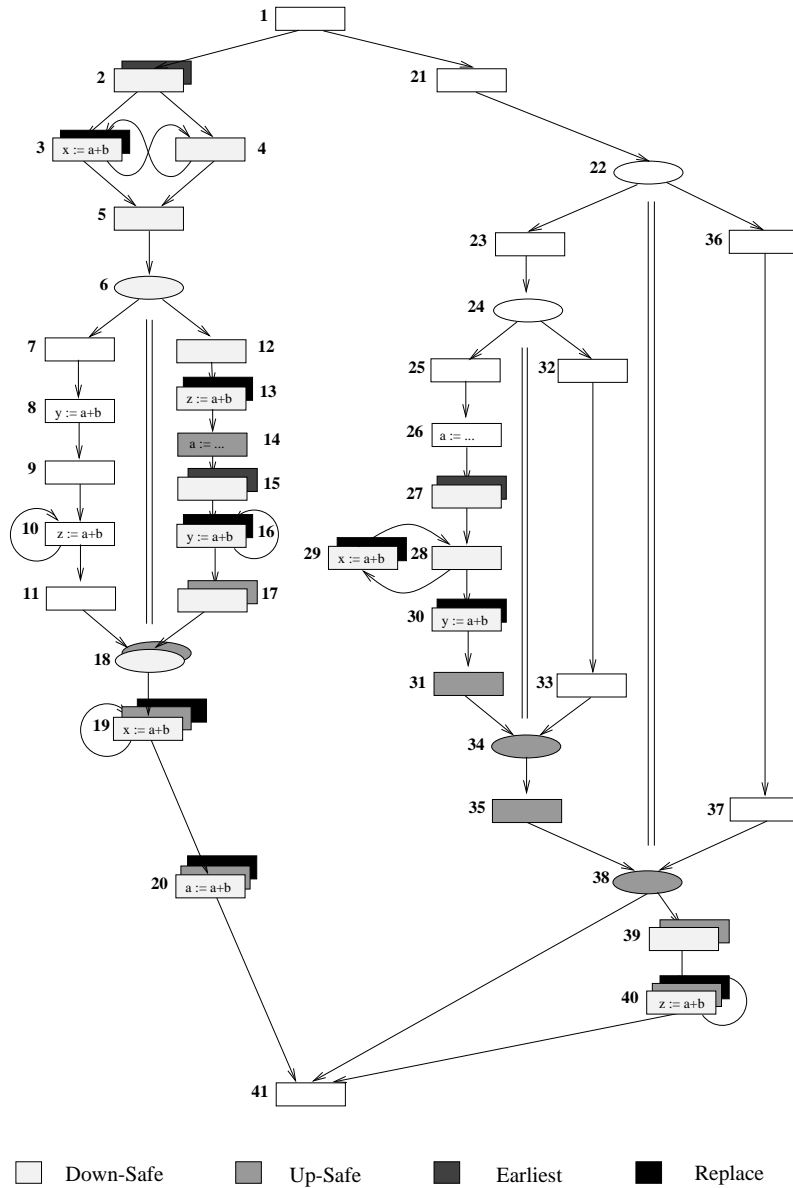 1
2
21
3
x := a+b
4
22
5
23
36
6
24
7
12
25
32
8
y := a+b
z := a+b
13
26
a := ...
a := ...
14
9
15
27
10
z := a+b
y := a+b
16
29
x := a+b
28
11
17
30
y := a+b
18
31
33
19
x := a+b
34
35
37
20
a := a+b
38
39
40
z := a+b
41
Down-Safe
Up-Safe
Earliest
Replace